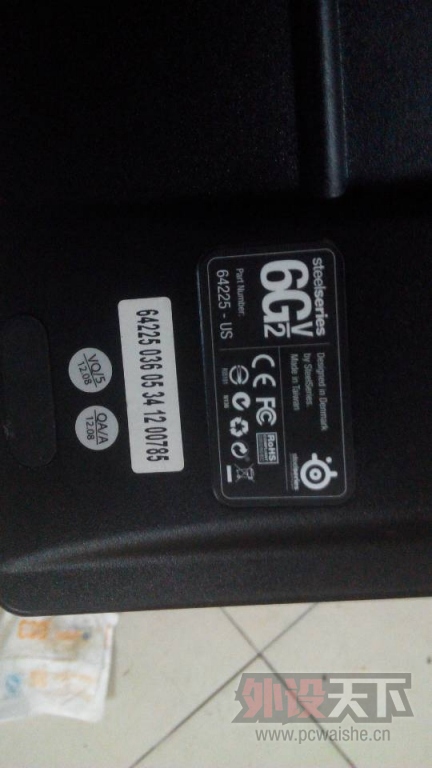 steelseries
6GV2
Part Number:
64225 - US
Designed in Denmark
by SteelSeries.
Made in Taiwan
CE FC
RoHS
steelseries
64225 036 05 34 12 00785
VQ/5
12.08
QA/A
12.08
外设天下
www.pcwaishe.cn